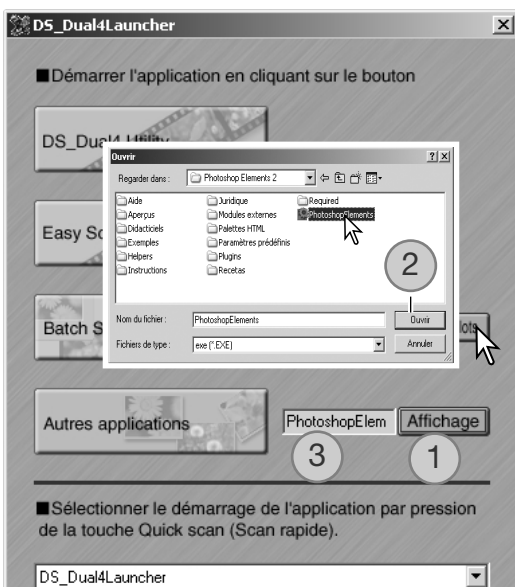 DS_Dual4Launcher
■Démarrer l'application en cliquant sur le bouton
DS_Dual4 Utility
Ouvrir
Regarder dans :
Photoshop Elements 2
Aide
Aperçus
Didacticiels
Exemples
Helpers
Instructions
Juridique
Modules externes
Palettes HTML
Paramètres prédéfinis
Plugins
Recetas
Required
PhotoshopElements
2
Nom du fichier :
PhotoshopElements
Ouvrir
Fichiers de type :
exe (*.EXE)
Annuler
Easy Sc
Batch S
lots
Autres applications
PhotoshopElem
Affichage
3
1
■Sélectionner le démarrage de l'application par pression
de la touche Quick scan (Scan rapide).
DS_Dual4Launcher